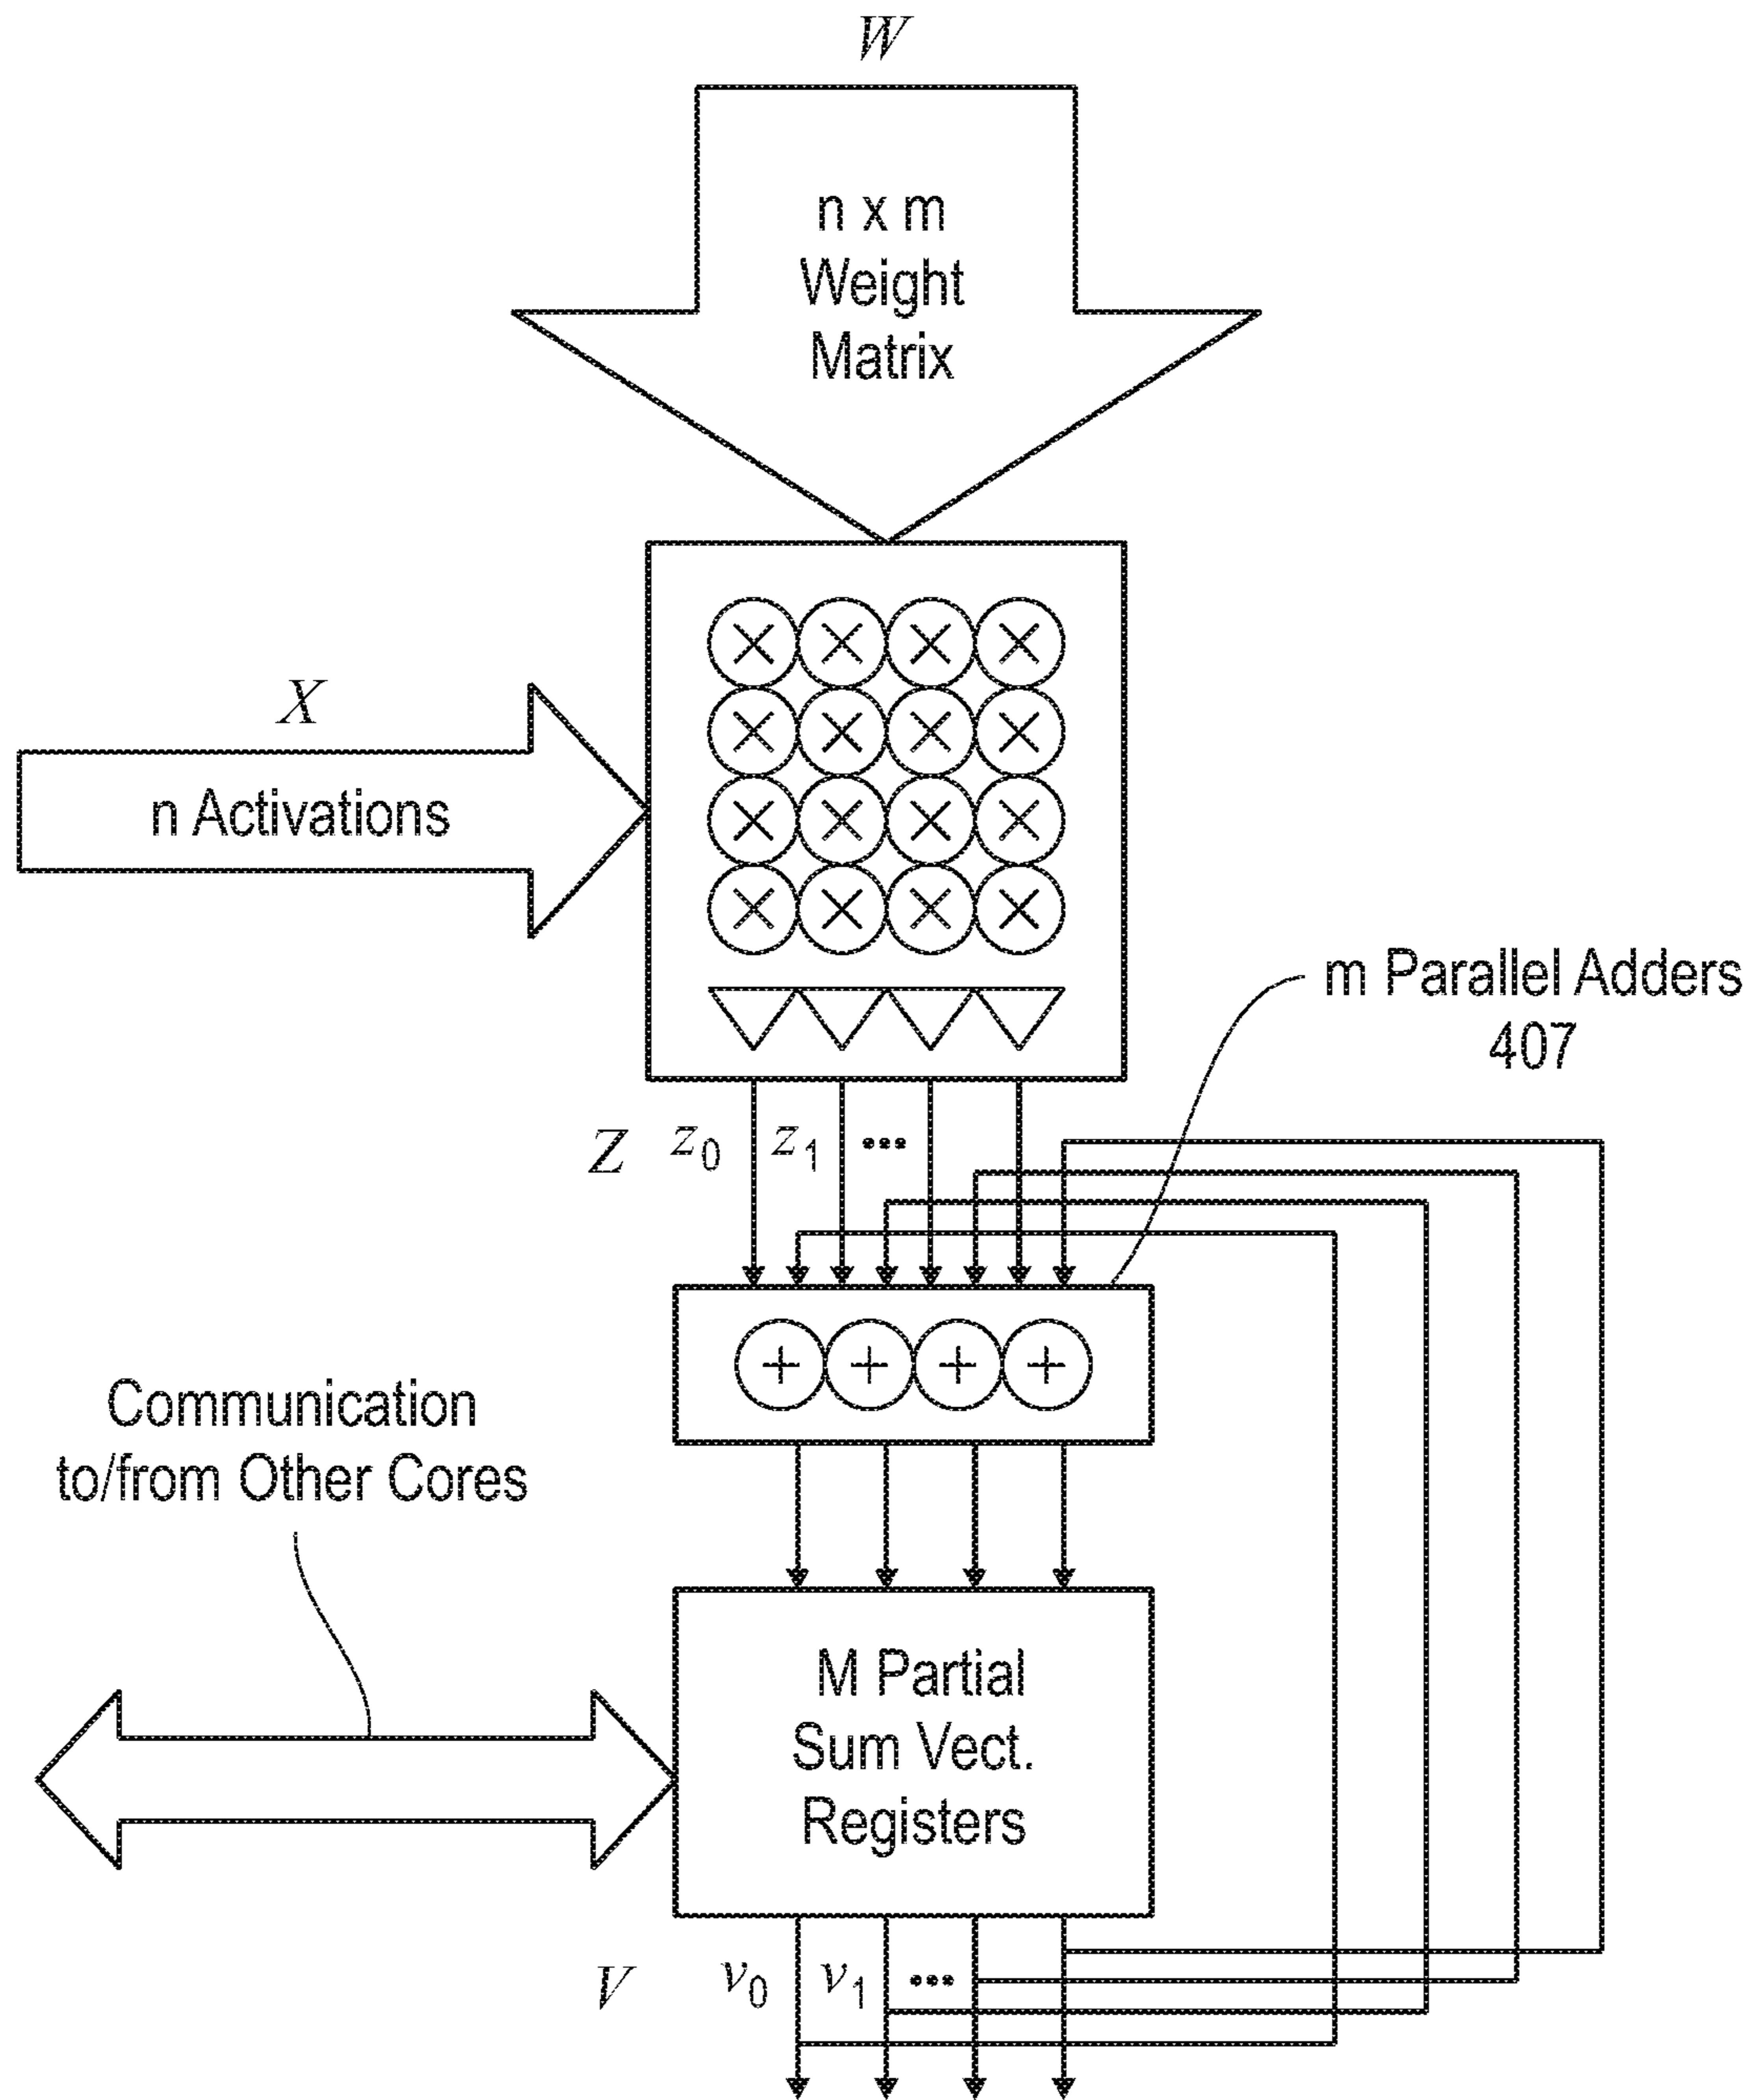 W
n x m
Weight
Matrix
X
n Activations
m Parallel Adders
407
Z z0 z1 •••
Communication
to/from Other Cores
M Partial
Sum Vect.
Registers
V v0 v1 •••